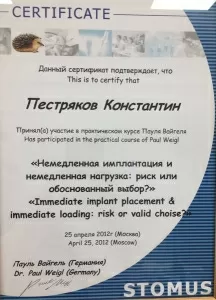 CERTIFICATE
Данный сертификат подтверждает, что
This is to certify that
Пестряков Константин
Принял(а) участие в практическом курсе Пауля Вайгеля
Has participated in the practical course of Paul Weigl
«Немедленная имплантация и
немедленная нагрузка: риск или
обоснованный выбор?»
«Immediate implant placement &
immediate loading: risk or valid choise?»
25 апреля 2012г (Москва)
April 25, 2012 (Moscow)
Пауль Вайгель (Германия)
Dr. Paul Weigl (Germany)
STOMUS